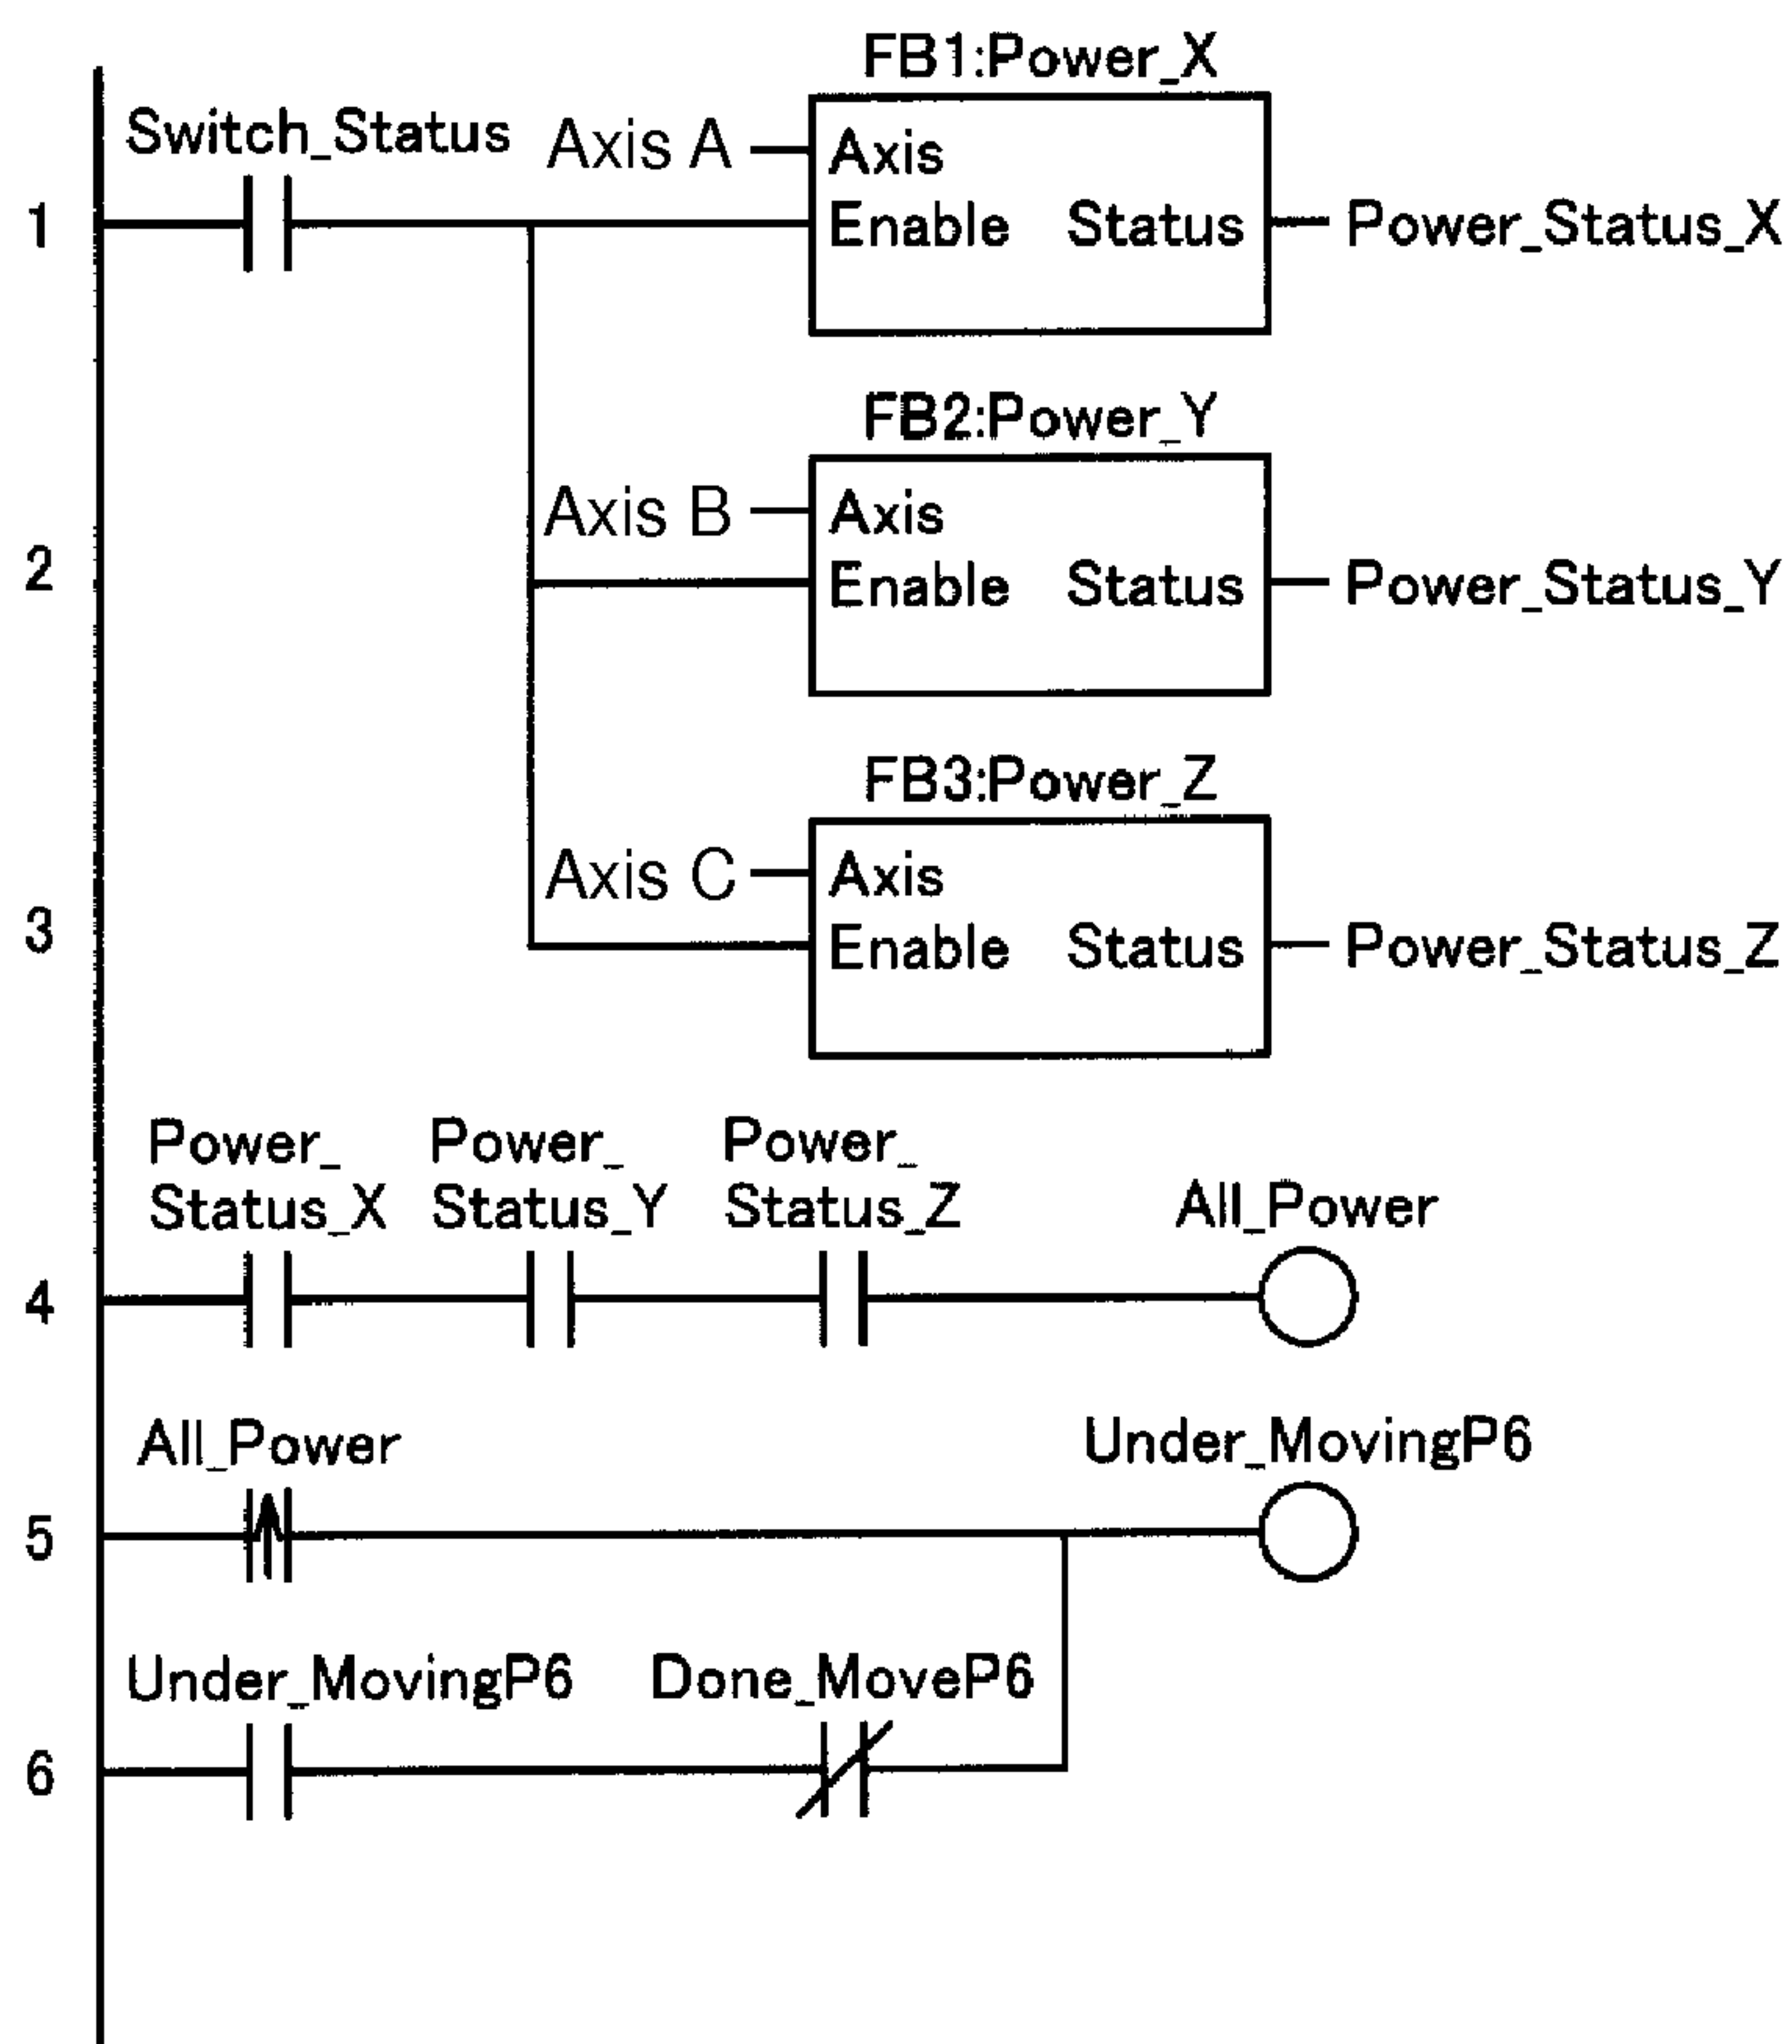 FB1:Power_X
Switch_Status
Axis A
Axis
1
Enable
Status
Power_Status_X
FB2:Power_Y
Axis B
Axis
2
Enable
Status
Power_Status_Y
FB3:Power_Z
Axis C
Axis
3
Enable
Status
Power_Status_Z
Power_
Status_X
Power_
Status_Y
Power_
Status_Z
All_Power
4
All_Power
Under_MovingP6
5
Under_MovingP6
Done_MoveP6
6